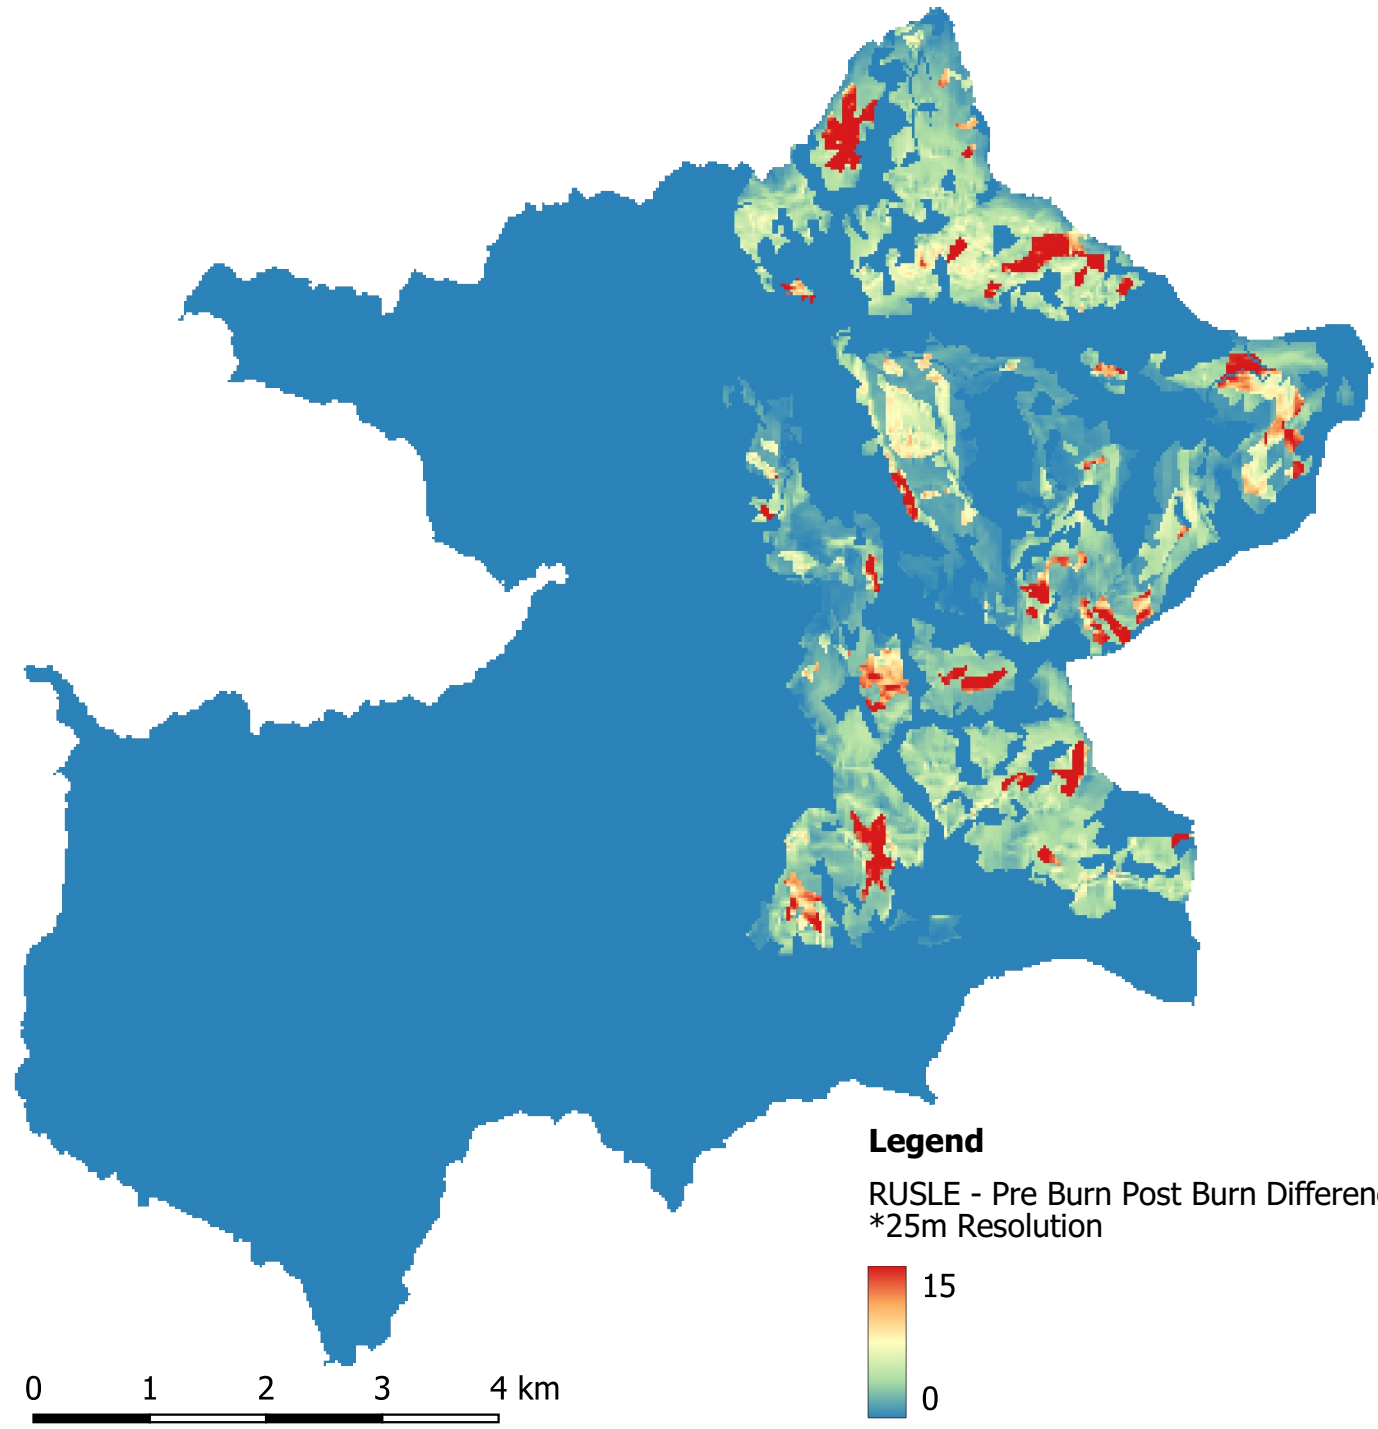 Legend
RUSLE - Pre Burn Post Burn Differen
*25m Resolution
15
0
0 1 2 3 4 km